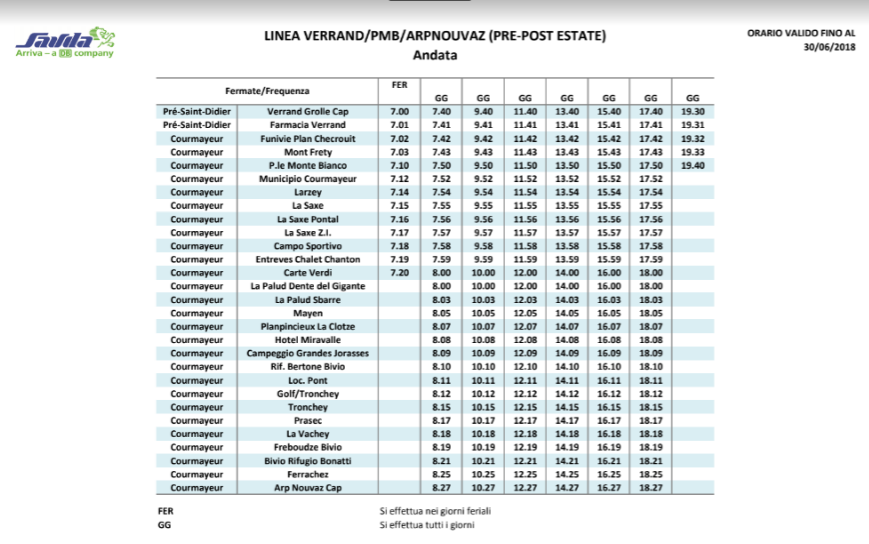 SAVDA
Arriva – a DB company
LINEA VERRAND/PMB/ARPNOUVAZ (PRE-POST ESTATE)
Andata
ORARIO VALIDO FINO AL
30/06/2018
Fermate/Frequenza FER GG GG GG GG GG GG GG
Pré-Saint-Didier Verrand Grolle Cap 7.00 7.40 9.40 11.40 13.40 15.40 17.40 19.30
Pré-Saint-Didier Farmacia Verrand 7.01 7.41 9.41 11.41 13.41 15.41 17.41 19.31
Courmayeur Funivie Plan Checrouit 7.02 7.42 9.42 11.42 13.42 15.42 17.42 19.32
Courmayeur Mont Frety 7.03 7.43 9.43 11.43 13.43 15.43 17.43 19.33
Courmayeur P.le Monte Bianco 7.10 7.50 9.50 11.50 13.50 15.50 17.50 19.40
Courmayeur Municipio Courmayeur 7.12 7.52 9.52 11.52 13.52 15.52 17.52
Courmayeur Larzey 7.14 7.54 9.54 11.54 13.54 15.54 17.54
Courmayeur La Saxe 7.15 7.55 9.55 11.55 13.55 15.55 17.55
Courmayeur La Saxe Pontal 7.16 7.56 9.56 11.56 13.56 15.56 17.56
Courmayeur La Saxe Z.I. 7.17 7.57 9.57 11.57 13.57 15.57 17.57
Courmayeur Campo Sportivo 7.18 7.58 9.58 11.58 13.58 15.58 17.58
Courmayeur Entreves Chalet Chanton 7.19 7.59 9.59 11.59 13.59 15.59 17.59
Courmayeur Carte Verdi 7.20 8.00 10.00 12.00 14.00 16.00 18.00
Courmayeur La Palud Dente del Gigante 8.00 10.00 12.00 14.00 16.00 18.00
Courmayeur La Palud Sbarre 8.03 10.03 12.03 14.03 16.03 18.03
Courmayeur Mayen 8.05 10.05 12.05 14.05 16.05 18.05
Courmayeur Planpincieux La Clotze 8.07 10.07 12.07 14.07 16.07 18.07
Courmayeur Hotel Miravalle 8.08 10.08 12.08 14.08 16.08 18.08
Courmayeur Campeggio Grandes Jorasses 8.09 10.09 12.09 14.09 16.09 18.09
Courmayeur Rif. Bertone Bivio 8.10 10.10 12.10 14.10 16.10 18.10
Courmayeur Loc. Pont 8.11 10.11 12.11 14.11 16.11 18.11
Courmayeur Golf/Tronchey 8.12 10.12 12.12 14.12 16.12 18.12
Courmayeur Tronchey 8.15 10.15 12.15 14.15 16.15 18.15
Courmayeur Prasec 8.17 10.17 12.17 14.17 16.17 18.17
Courmayeur La Vachey 8.18 10.18 12.18 14.18 16.18 18.18
Courmayeur Freboudze Bivio 8.19 10.19 12.19 14.19 16.19 18.19
Courmayeur Bivio Rifugio Bonatti 8.21 10.21 12.21 14.21 16.21 18.21
Courmayeur Ferrachez 8.25 10.25 12.25 14.25 16.25 18.25
Courmayeur Arp Nouvaz Cap 8.27 10.27 12.27 14.27 16.27 18.27
FER Si effettua nei giorni feriali
GG Si effettua tutti i giorni